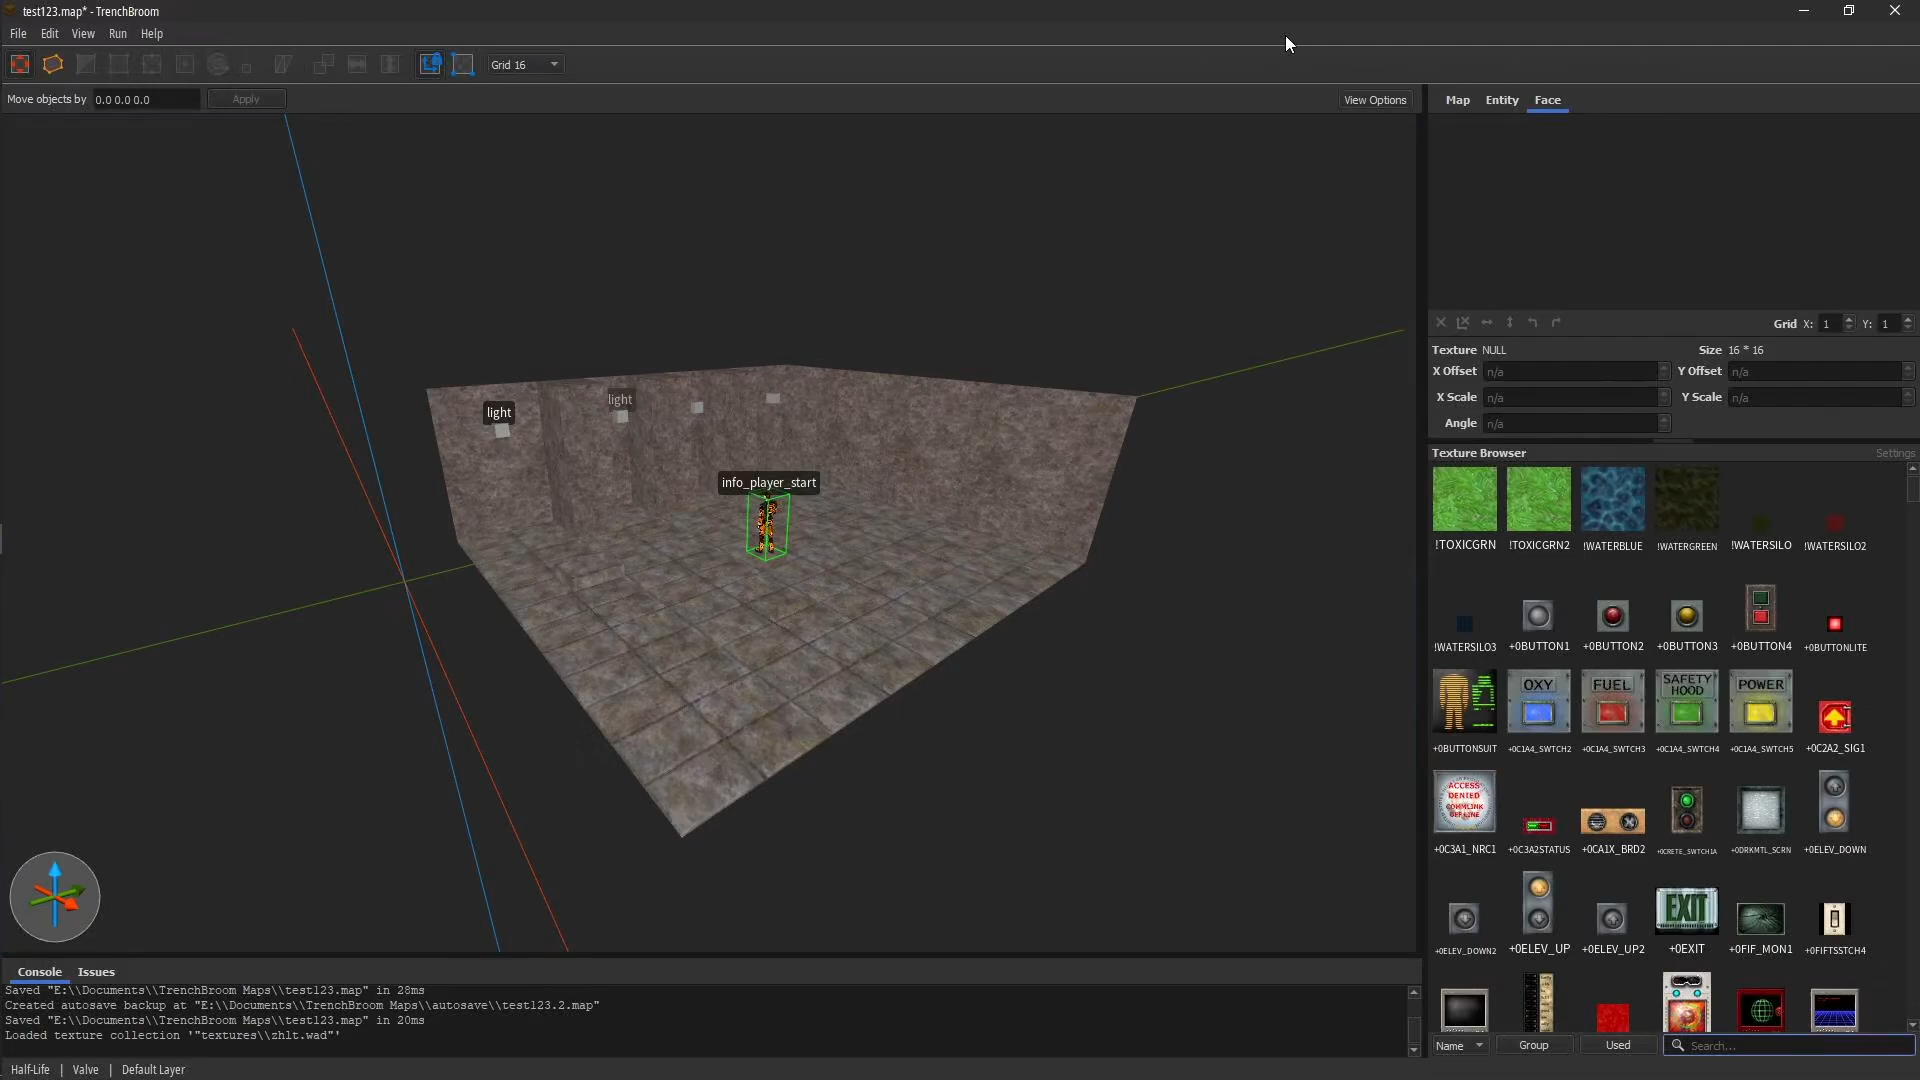 test123.map* - TrenchBroom
File Edit View Run Help
Grid 16
Move objects by 0.0 0.0 0.0 Apply View Options
Map Entity Face
light
light
info_player_start
Grid X: 1 Y: 1
Texture NULL Size 16 * 16
X Offset n/a Y Offset n/a
X Scale n/a Y Scale n/a
Angle n/a
Texture Browser Settings
!TOXICGRN !TOXICGRN2 !WATERBLUE !WATERGREEN !WATERSILO !WATERSILO2
!WATERSILO3 +0BUTTON1 +0BUTTON2 +0BUTTON3 +0BUTTON4 +0BUTTONLITE
OXY FUEL SAFETY HOOD POWER
+0BUTTONSUIT +0C1A4_SWTCH2 +0C1A4_SWTCH3 +0C1A4_SWTCH4 +0C1A4_SWTCH5 +0C2A2_SIG1
ACCESS
DENIED
COMMLINK
OFFLINE
+0C3A1_NRC1 +0C3A2STATUS +0CA1X_BRD2 +0CRETE_SWTCH1A +0DRKMTL_SCRN +0ELEV_DOWN
EXIT
+0ELEV_DOWN2 +0ELEV_UP +0ELEV_UP2 +0EXIT +0FIF_MON1 +0FIFTSSTCH4
Name Group Used Search...
Console Issues
Saved "E:\\Documents\\TrenchBroom Maps\\test123.map" in 28ms
Created autosave backup at "E:\\Documents\\TrenchBroom Maps\\autosave\\test123.2.map"
Saved "E:\\Documents\\TrenchBroom Maps\\test123.map" in 20ms
Loaded texture collection '"textures\\zhlt.wad"'
Half-Life | Valve | Default Layer